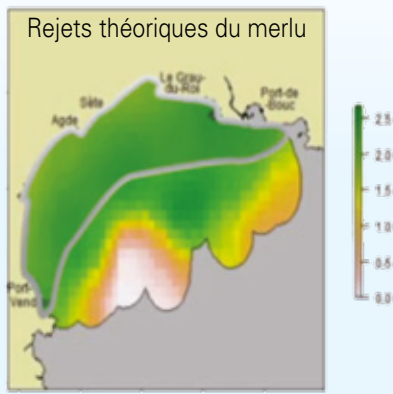 Rejets théoriques du merlu
Le Grau-
du-Roi
Port-de
-Bouc
Sète
Agde
Port-
Vend
2.5
2.0
1.5
1.0
0.5
0.0